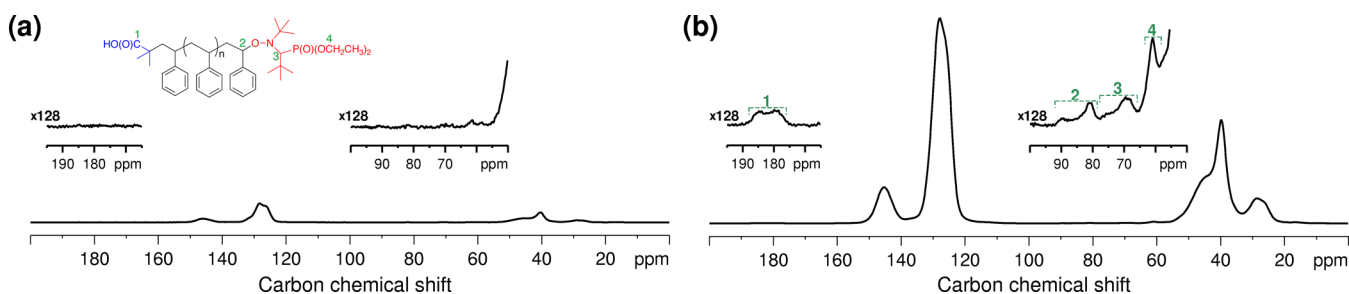 (a)
1
HO(O)C
n
2
O
N
3
P(O)(OCH2CH3)2
4
x128
190 180 ppm
x128
100 90 80 70 ppm
180 160 140 120 100 80 60 40 20 ppm
Carbon chemical shift
(b)
1
x128
190 180 ppm
2
3
4
x128
100 90 80 70 ppm
180 160 140 120 100 80 60 40 20 ppm
Carbon chemical shift